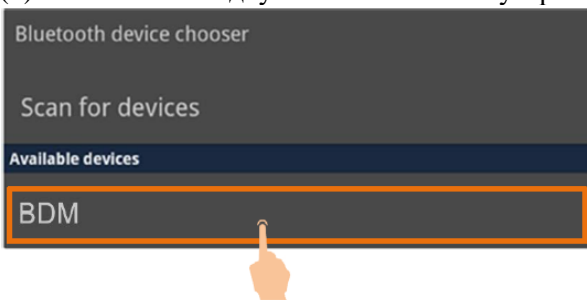 Bluetooth device chooser
Scan for devices
Available devices
BDM